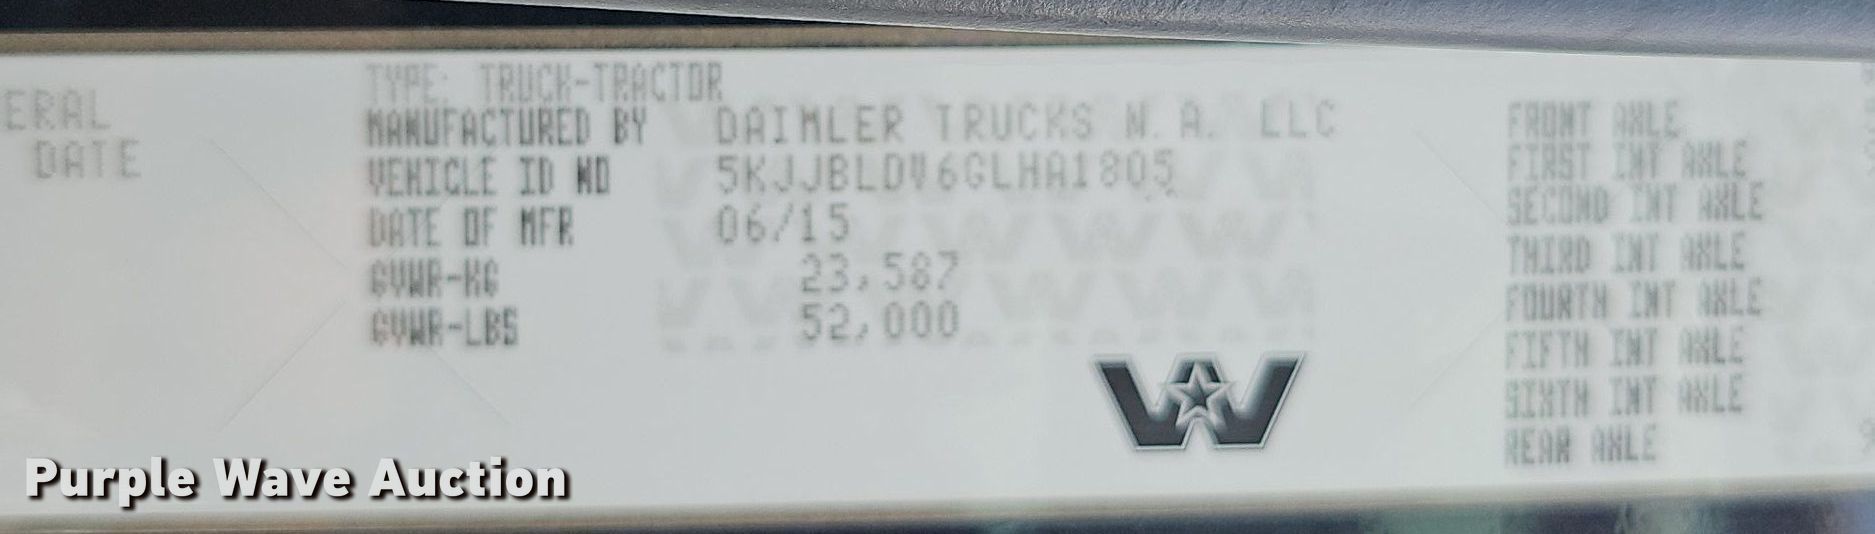 ERAL
DATE
TYPE: TRUCK-TRACTOR
MANUFACTURED BY DAIMLER TRUCKS N.A. LLC
VEHICLE ID NO 5KJJBLDV6GLHA1805
DATE OF MFR 06/15
GVWR-KG 23,587
GVWR-LBS 52,000
FRONT AXLE
FIRST INT AXLE
SECOND INT AXLE
THIRD INT AXLE
FOURTH INT AXLE
FIFTH INT AXLE
SIXTH INT AXLE
REAR AXLE
W
Purple Wave Auction